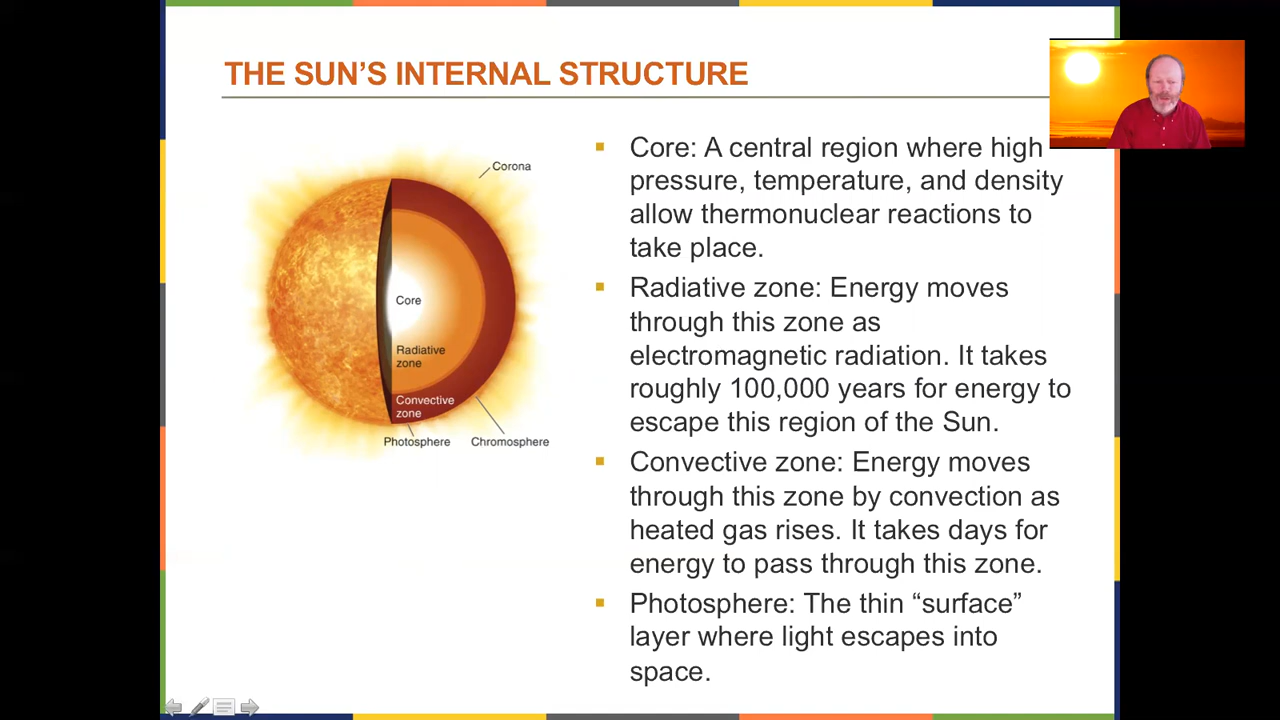 THE SUN’S INTERNAL STRUCTURE
Corona
Core
Radiative
zone
Convective
zone
Photosphere
Chromosphere
Core: A central region where high
pressure, temperature, and density
allow thermonuclear reactions to
take place.
Radiative zone: Energy moves
through this zone as
electromagnetic radiation. It takes
roughly 100,000 years for energy to
escape this region of the Sun.
Convective zone: Energy moves
through this zone by convection as
heated gas rises. It takes days for
energy to pass through this zone.
Photosphere: The thin “surface”
layer where light escapes into
space.